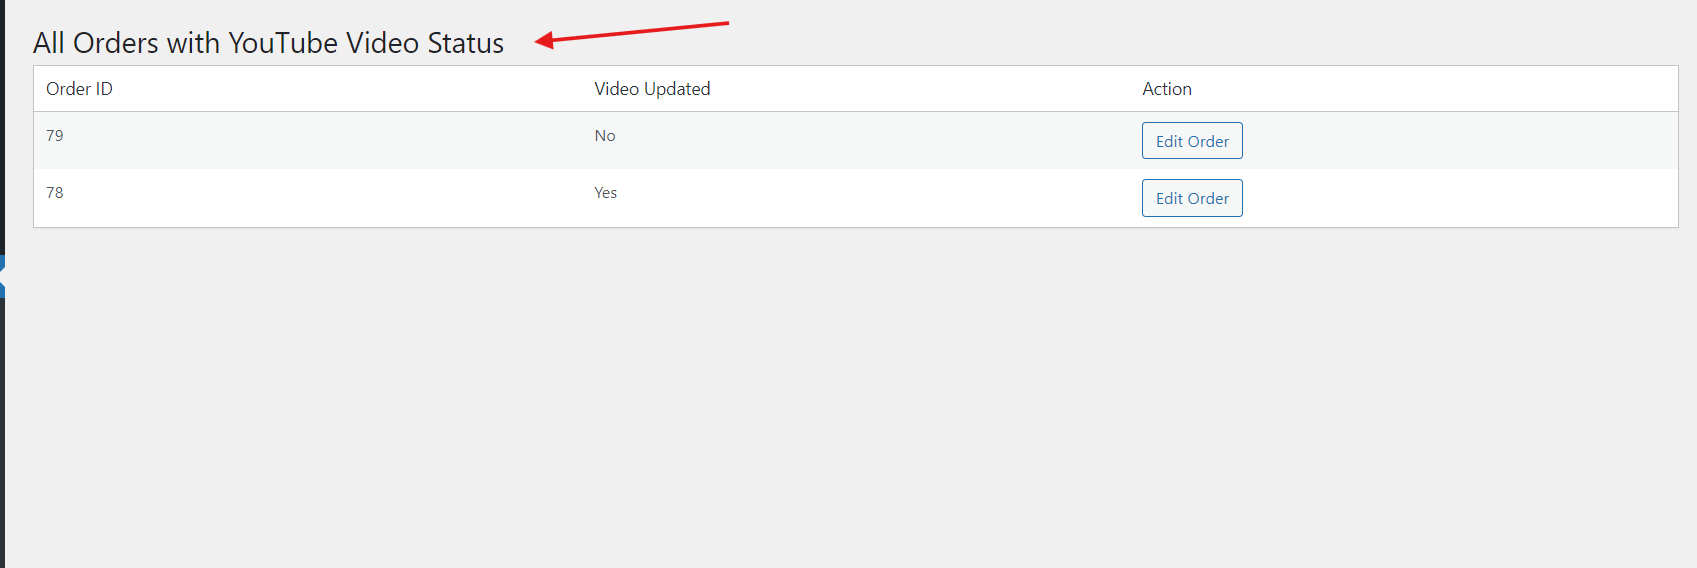 All Orders with YouTube Video Status
Order ID Video Updated Action
79 No Edit Order
78 Yes Edit Order